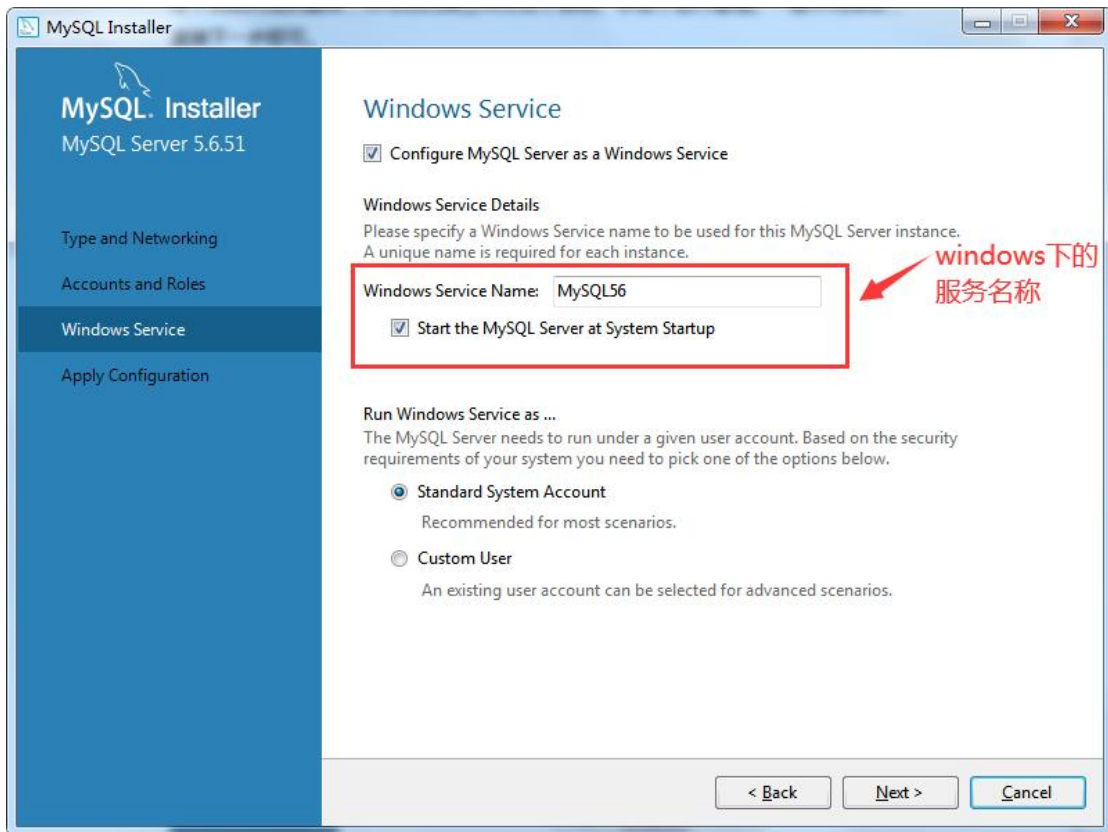 MySQL Installer
MySQL. Installer
MySQL Server 5.6.51
Type and Networking
Accounts and Roles
Windows Service
Apply Configuration
Windows Service
Configure MySQL Server as a Windows Service
Windows Service Details
Please specify a Windows Service name to be used for this MySQL Server instance.
A unique name is required for each instance.
Windows Service Name: MySQL56
Start the MySQL Server at System Startup
windows下的
服务名称
Run Windows Service as ...
The MySQL Server needs to run under a given user account. Based on the security
requirements of your system you need to pick one of the options below.
Standard System Account
Recommended for most scenarios.
Custom User
An existing user account can be selected for advanced scenarios.
< Back
Next >
Cancel